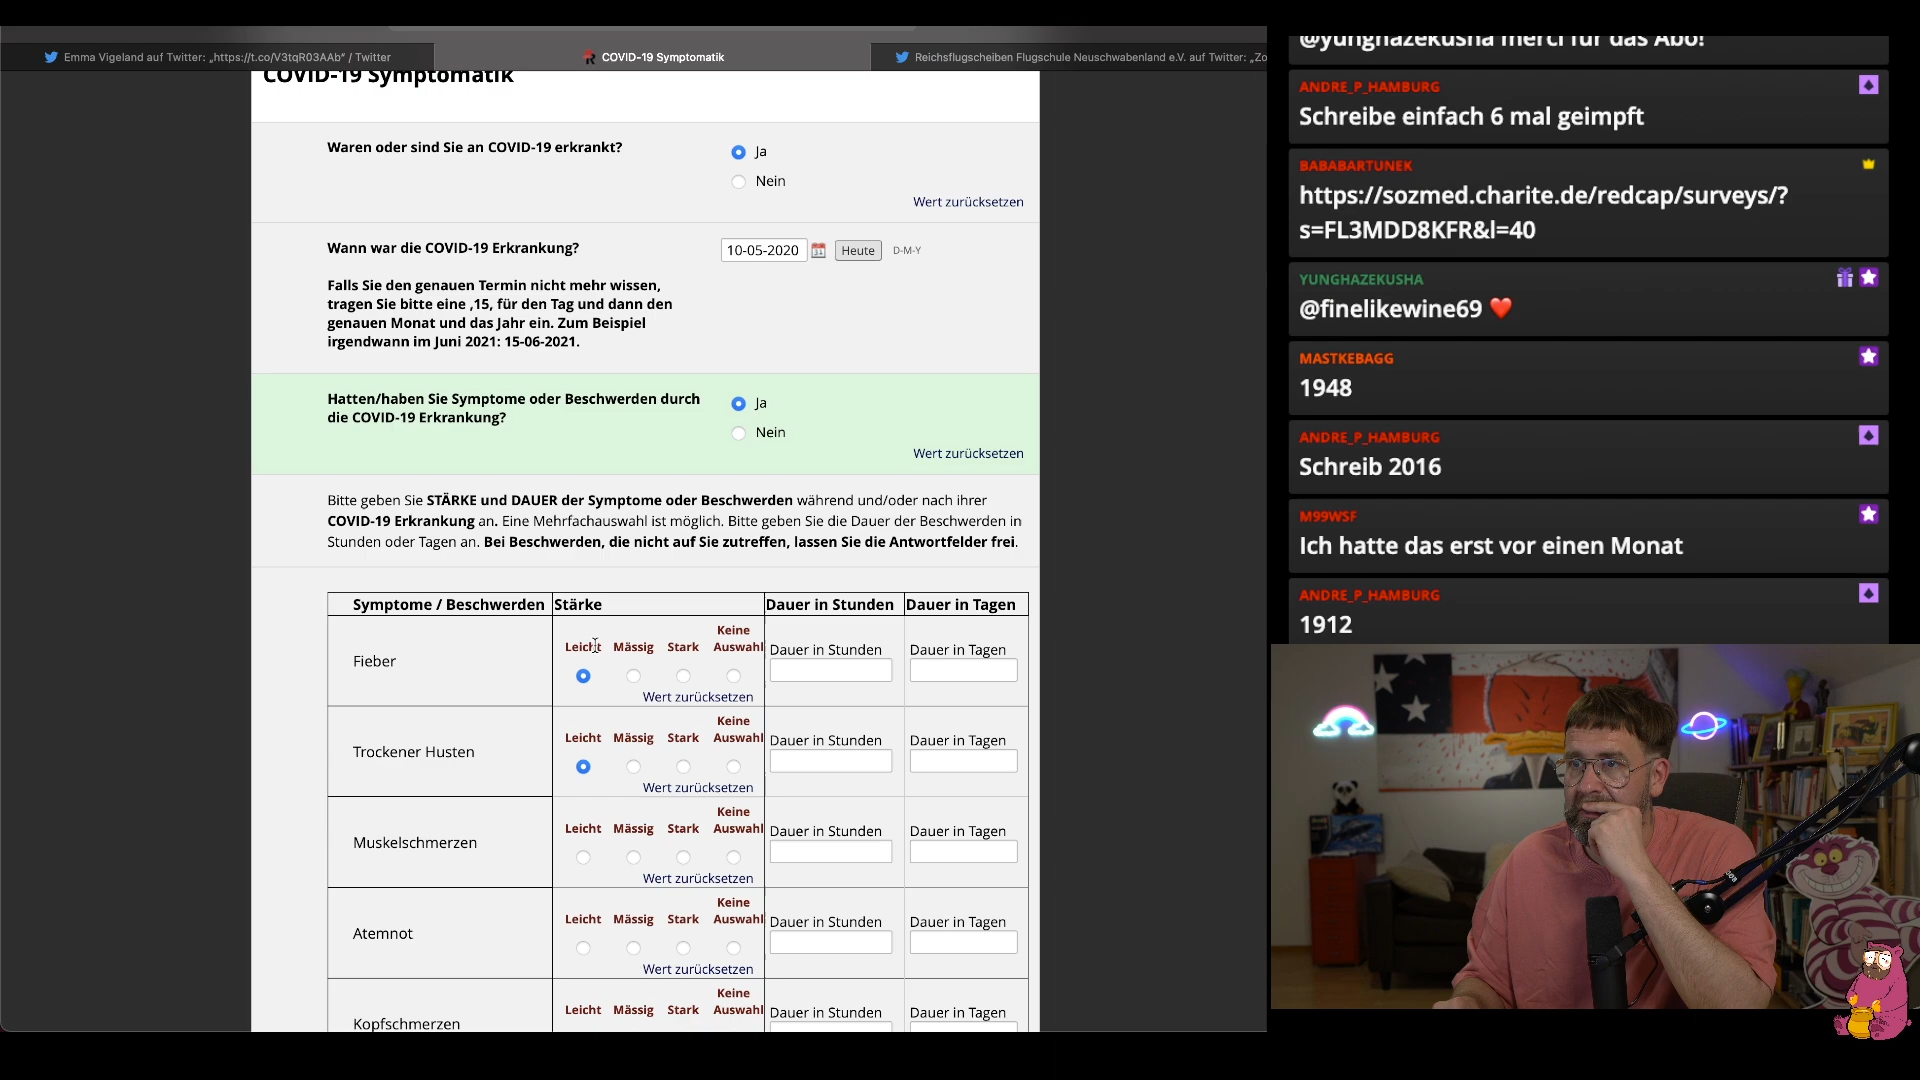 Emma Vigeland auf Twitter: „https://t.co/V3tqR03AAb“ / Twitter
COVID-19 Symptomatik
Reichsflugscheiben Flugschule Neuschwabenland e.V. auf Twitter: „Zo
COVID-19 Symptomatik
Waren oder sind Sie an COVID-19 erkrankt?
Ja
Nein
Wert zurücksetzen
Wann war die COVID-19 Erkrankung?
10-05-2020
Heute
D-M-Y
Falls Sie den genauen Termin nicht mehr wissen,
tragen Sie bitte eine ‚15‚ für den Tag und dann den
genauen Monat und das Jahr ein. Zum Beispiel
irgendwann im Juni 2021: 15-06-2021.
Hatten/haben Sie Symptome oder Beschwerden durch
die COVID-19 Erkrankung?
Ja
Nein
Wert zurücksetzen
Bitte geben Sie STÄRKE und DAUER der Symptome oder Beschwerden während und/oder nach ihrer
COVID-19 Erkrankung an. Eine Mehrfachauswahl ist möglich. Bitte geben Sie die Dauer der Beschwerden in
Stunden oder Tagen an. Bei Beschwerden, die nicht auf Sie zutreffen, lassen Sie die Antwortfelder frei.
Symptome / Beschwerden Stärke Dauer in Stunden Dauer in Tagen
Fieber
Leicht Mässig Stark Keine Auswahl
Wert zurücksetzen
Dauer in Stunden
Dauer in Tagen
Trockener Husten
Leicht Mässig Stark Keine Auswahl
Wert zurücksetzen
Dauer in Stunden
Dauer in Tagen
Muskelschmerzen
Leicht Mässig Stark Keine Auswahl
Wert zurücksetzen
Dauer in Stunden
Dauer in Tagen
Atemnot
Leicht Mässig Stark Keine Auswahl
Wert zurücksetzen
Dauer in Stunden
Dauer in Tagen
Kopfschmerzen
Leicht Mässig Stark Keine Auswahl
Dauer in Stunden
Dauer in Tagen
@yunghazekusha merci für das Abo!
ANDRE_P_HAMBURG
Schreibe einfach 6 mal geimpft
BABABARTUNEK
https://sozmed.charite.de/redcap/surveys/?
s=FL3MDD8KFR&l=40
YUNGHAZEKUSHA
@finelikewine69 ❤️
MASTKEBAGG
1948
ANDRE_P_HAMBURG
Schreib 2016
M99WSF
Ich hatte das erst vor einen Monat
ANDRE_P_HAMBURG
1912